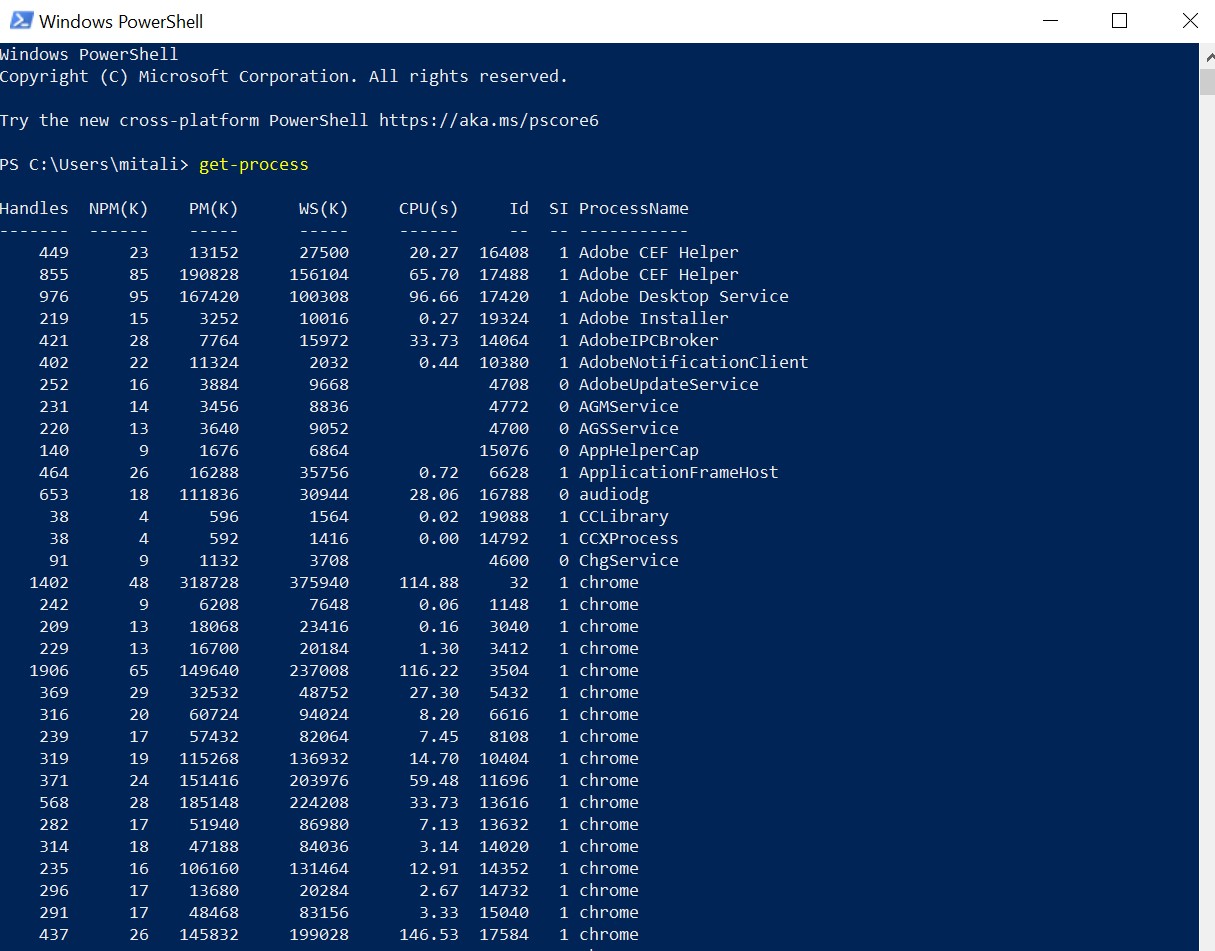 Windows PowerShell
Windows PowerShell
Copyright (C) Microsoft Corporation. All rights reserved.
Try the new cross-platform PowerShell https://aka.ms/pscore6
PS C:\Users\mitali> get-process
Handles  NPM(K)    PM(K)      WS(K)     CPU(s)     Id  SI ProcessName
-------  ------    -----      -----     ------     --  -- -----------
    449      23    13152      27500      20.27  16408   1 Adobe CEF Helper
    855      85   190828     156104      65.70  17488   1 Adobe CEF Helper
    976      95   167420     100308      96.66  17420   1 Adobe Desktop Service
    219      15     3252      10016       0.27  19324   1 Adobe Installer
    421      28     7764      15972      33.73  14064   1 AdobeIPCBroker
    402      22    11324       2032       0.44  10380   1 AdobeNotificationClient
    252      16     3884       9668              4708   0 AdobeUpdateService
    231      14     3456       8836              4772   0 AGMService
    220      13     3640       9052              4700   0 AGSService
    140       9     1676       6864             15076   0 AppHelperCap
    464      26    16288      35756       0.72   6628   1 ApplicationFrameHost
    653      18   111836      30944      28.06  16788   0 audiodg
     38       4      596       1564       0.02  19088   1 CCLibrary
     38       4      592       1416       0.00  14792   1 CCXProcess
     91       9     1132       3708              4600   0 ChgService
   1402      48   318728     375940     114.88     32   1 chrome
    242       9     6208       7648       0.06   1148   1 chrome
    209      13    18068      23416       0.16   3040   1 chrome
    229      13    16700      20184       1.30   3412   1 chrome
   1906      65   149640     237008     116.22   3504   1 chrome
    369      29    32532      48752      27.30   5432   1 chrome
    316      20    60724      94024       8.20   6616   1 chrome
    239      17    57432      82064       7.45   8108   1 chrome
    319      19   115268     136932      14.70  10404   1 chrome
    371      24   151416     203976      59.48  11696   1 chrome
    568      28   185148     224208      33.73  13616   1 chrome
    282      17    51940      86980       7.13  13632   1 chrome
    314      18    47188      84036       3.14  14020   1 chrome
    235      16   106160     131464      12.91  14352   1 chrome
    296      17    13680      20284       2.67  14732   1 chrome
    291      17    48468      83156       3.33  15040   1 chrome
    437      26   145832     199028     146.53  17584   1 chrome